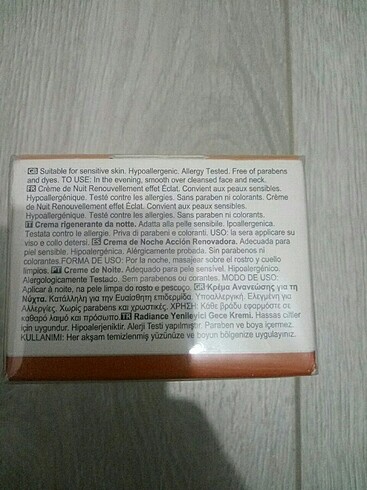 GB Suitable for sensitive skin. Hypoallergenic. Allergy Tested. Free of parabens
and dyes. TO USE: In the evening, smooth over cleansed face and neck.
FR Crème de Nuit Renouvellement effet Éclat. Convient aux peaux sensibles.
Hypoallergénique. Testé contre les allergies. Sans parabens ni colorants. Crème
de Nuit Renouvellement effet Éclat. Convient aux peaux sensibles.
Hypoallergénique. Testé contre les allergies. Sans parabens ni colorants.
IT Crema rigenerante da notte. Adatta alla pelle sensibile. Ipoallergenica.
Testata contro le allergie. Priva di parabeni e coloranti. USO: la sera applicare su
viso e collo detersi. ES Crema de Noche Acción Renovadora. Adecuada para
piel sensible. Hipoalergénica. Alérgicamente probada. Sin parabenos ni
colorantes.FORMA DE USO: Por la noche, masajear sobre el rostro y cuello
limpios. PT Creme de Noite. Adequado para pele sensível. Hipoalergénico.
Alergologicamente Testado. Sem parabenos ou corantes. MODO DE USO:
Aplicar à noite, na pele limpa do rosto e pescoço. GR Κρέμα Ανανέωσης για τη
Νύχτα. Κατάλληλη για την Ευαίσθητη επιδερμίδα. Υποαλλεργική. Ελεγμένη για
Αλλεργίες. Χωρίς parabens και χρωστικές. ΧΡΗΣΗ: Κάθε βράδυ εφαρμόστε σε
καθαρό λαιμό και πρόσωπο. TR Radiance Yenileyici Gece Kremi. Hassas ciltler
için uygundur. Hipoalerjeniktir. Alerji Testi yapılmıştır. Paraben ve boya içermez.
KULLANIMI: Her akşam temizlenmiş yüzünüze ve boyun bölgenize uygulayınız.